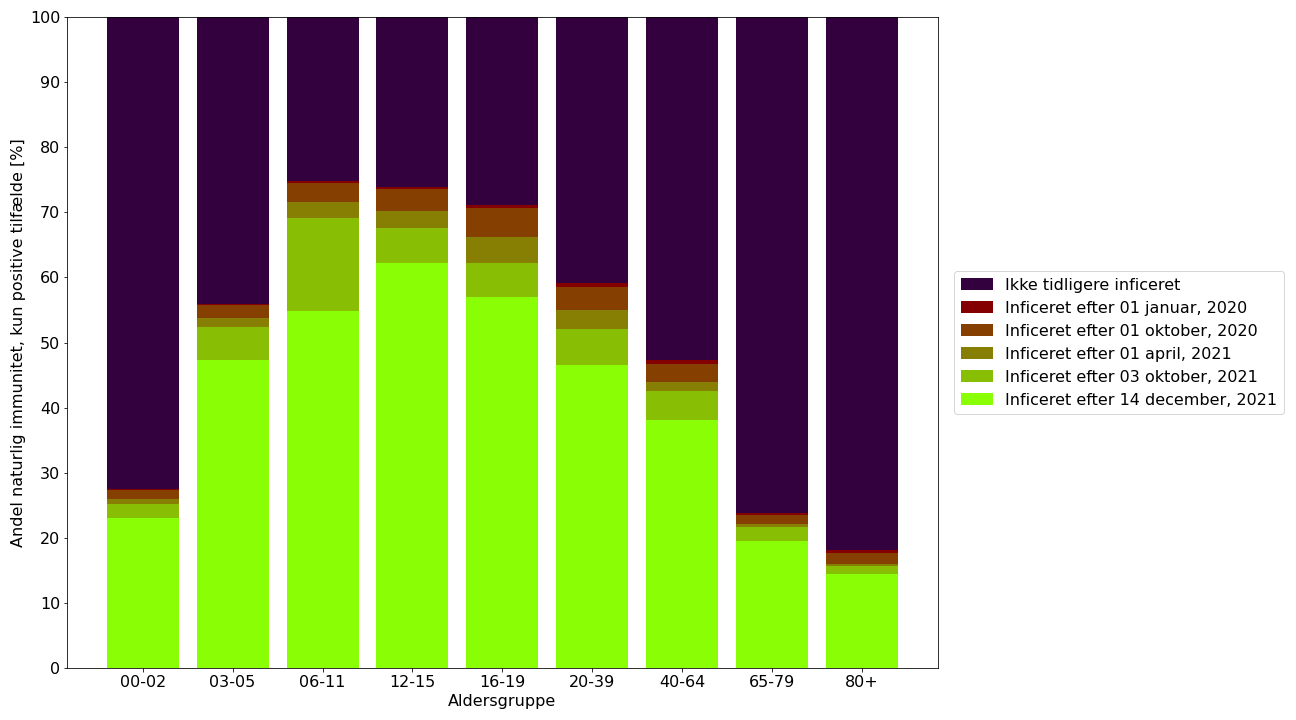 Andel naturlig immunitet, kun positive tilfælde [%]
100
90
80
70
60
50
40
30
20
10
0
00-02
03-05
06-11
12-15
16-19
20-39
40-64
65-79
80+
Aldersgruppe
Ikke tidligere inficeret
Inficeret efter 01 januar, 2020
Inficeret efter 01 oktober, 2020
Inficeret efter 01 april, 2021
Inficeret efter 03 oktober, 2021
Inficeret efter 14 december, 2021